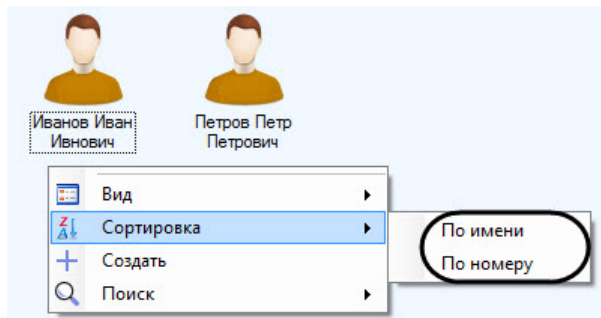 Иванов Иван
Ивнович
Петров Петр
Петрович
Вид
Сортировка
По имени
Создать
По номеру
Поиск